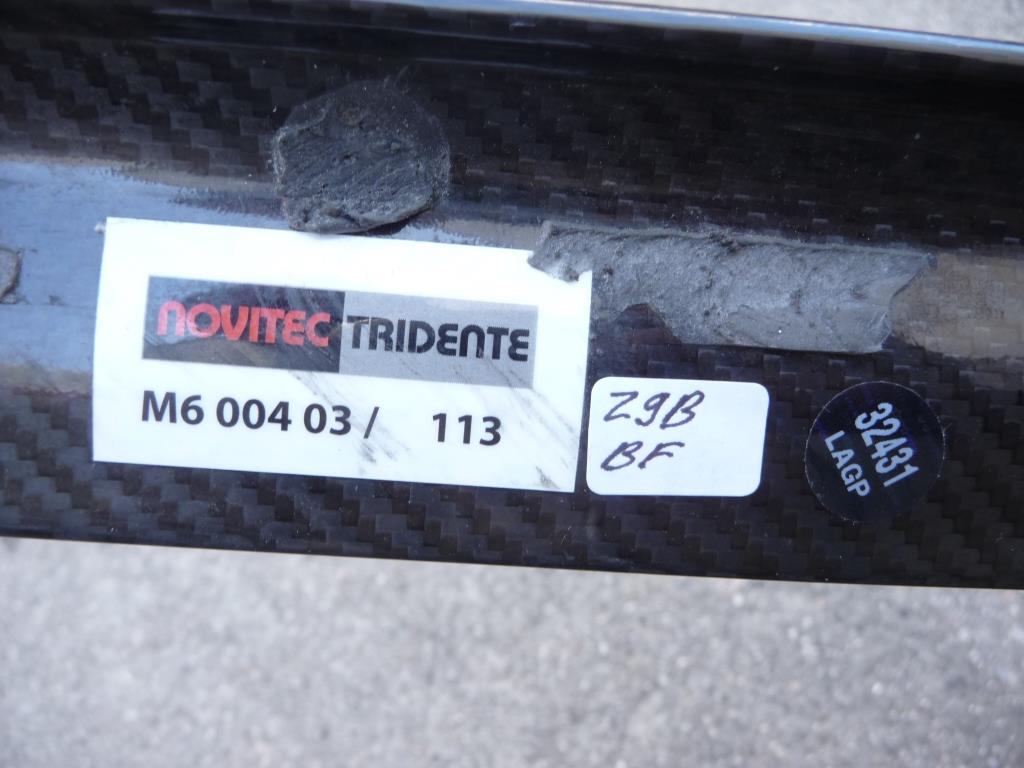 NOVITEC TRIDENTE
M6 004 03 / 113
Z9B
BF
32431
LAGP